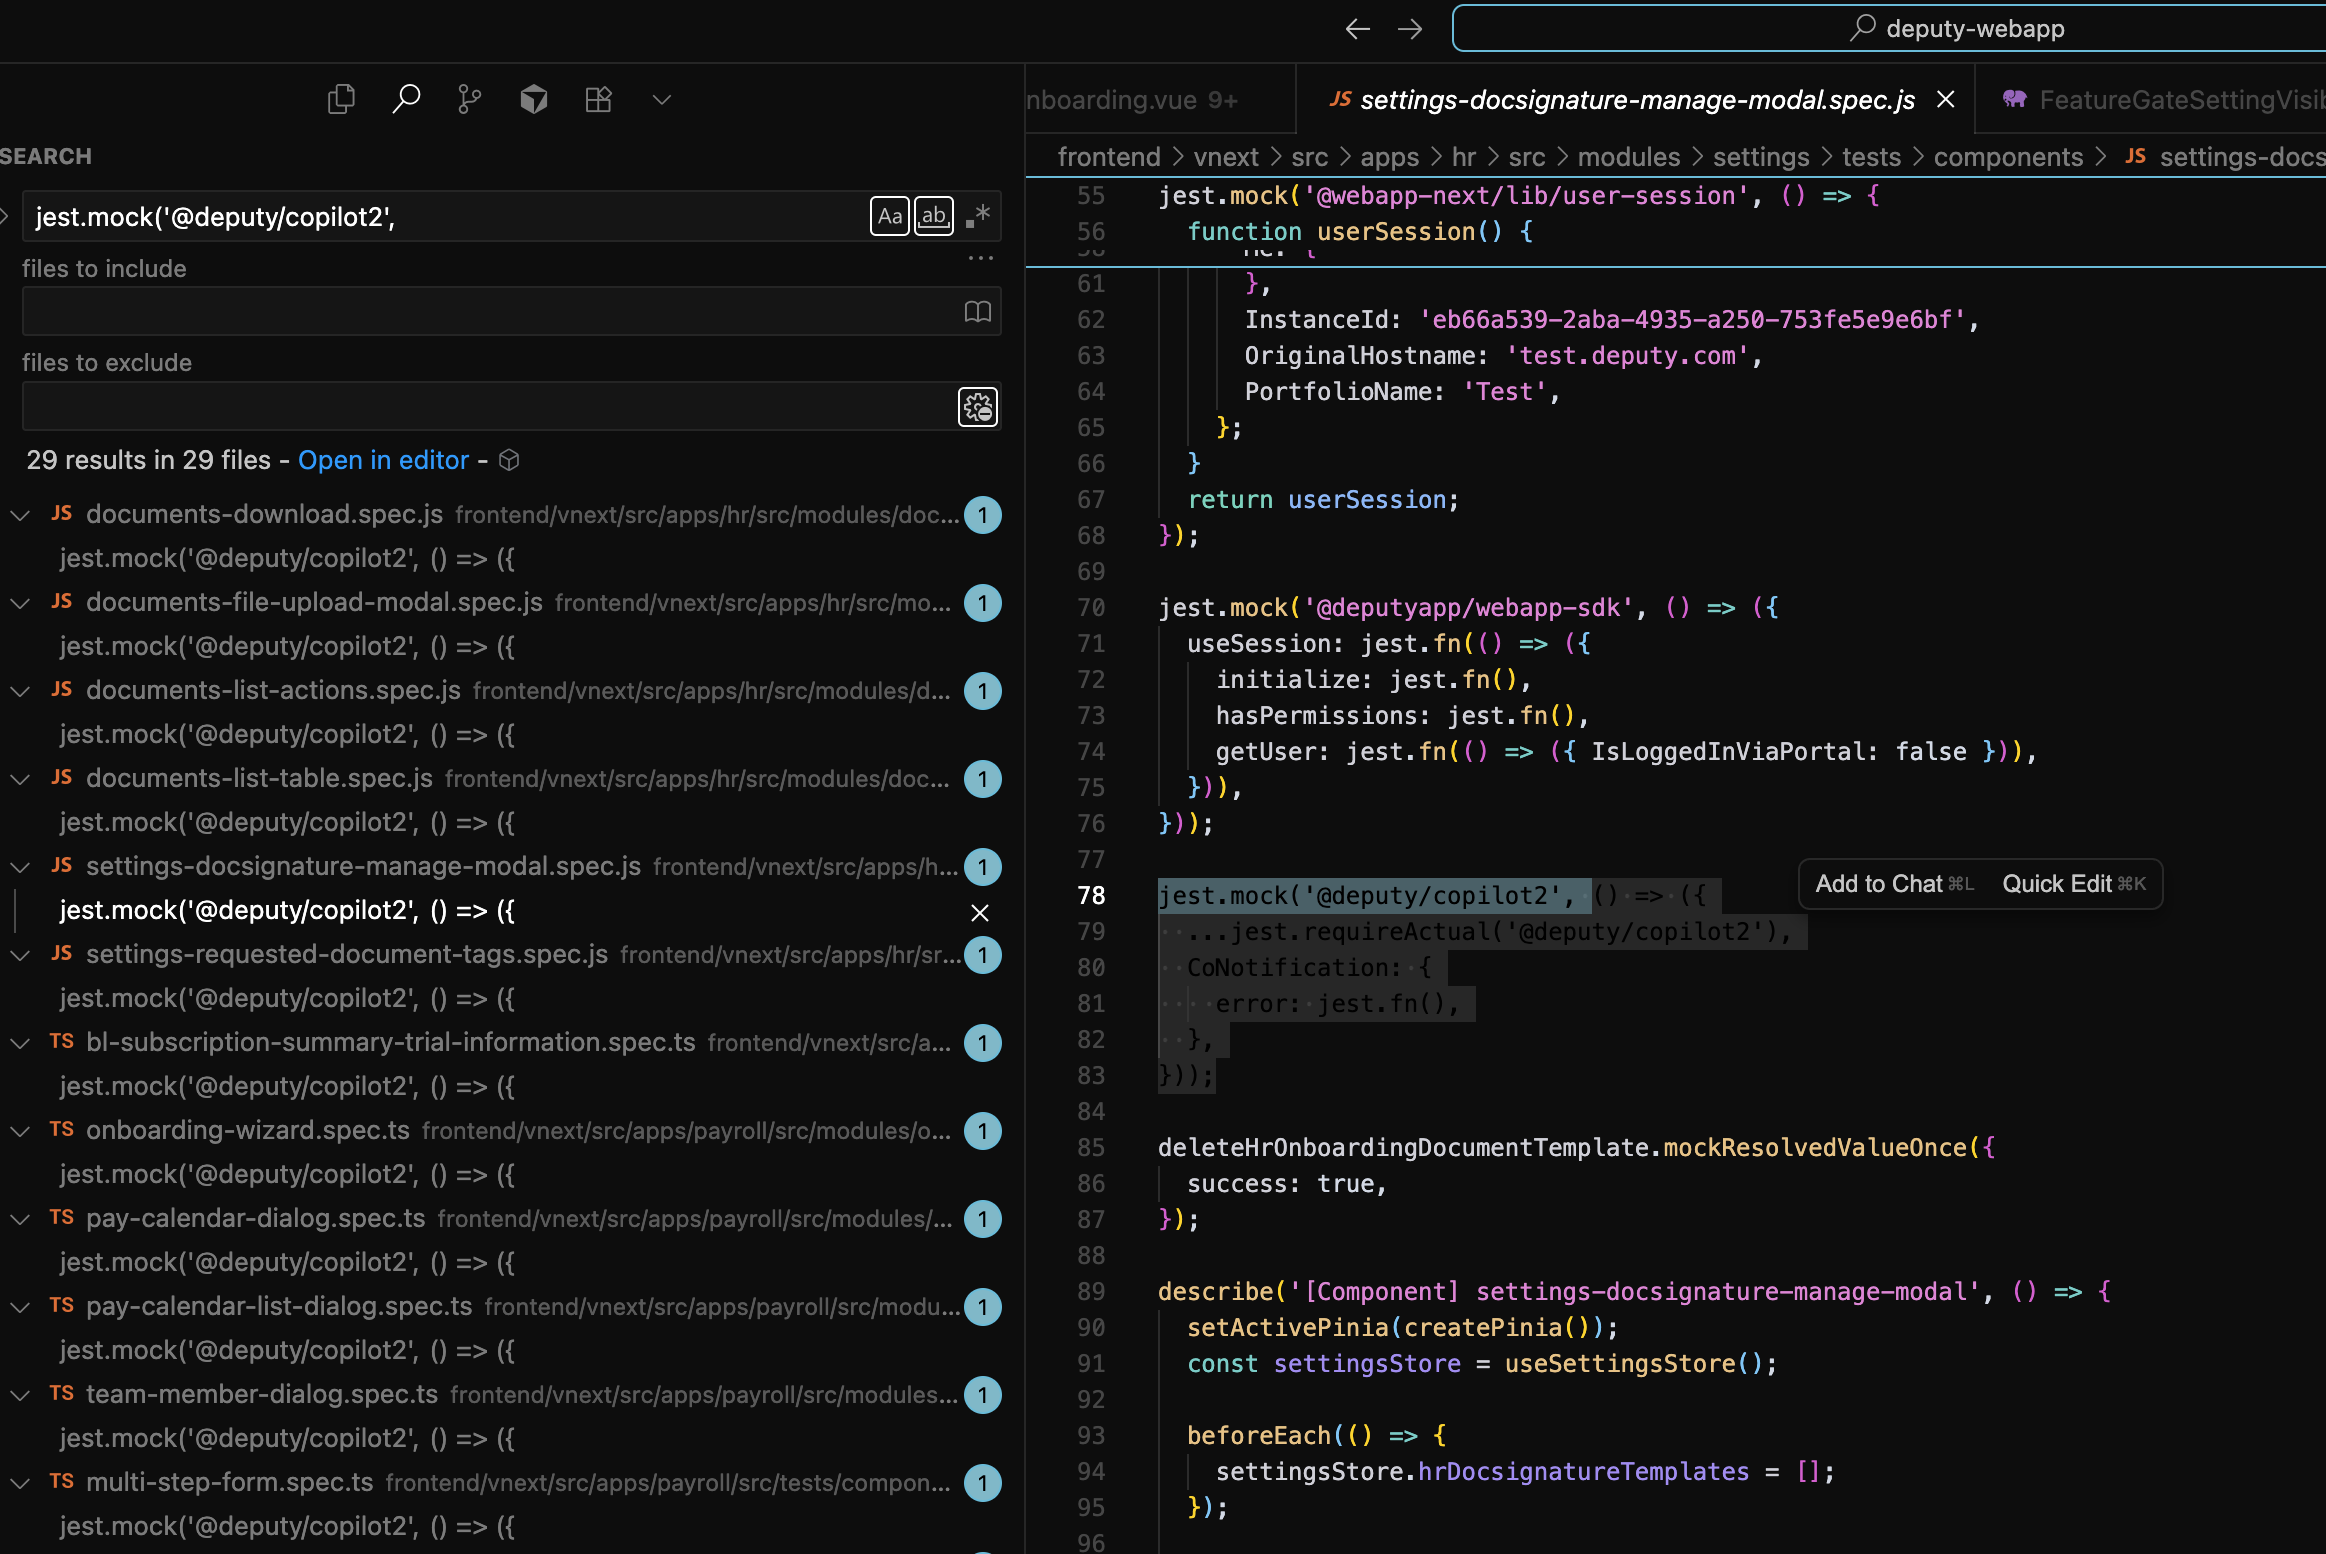 deputy-webapp
SEARCH
jest.mock('@deputy/copilot2',
Aa
ab
.*
files to include
...
files to exclude
29 results in 29 files - Open in editor -
JS documents-download.spec.js frontend/vnext/src/apps/hr/src/modules/doc... 1
jest.mock('@deputy/copilot2', () => ({
JS documents-file-upload-modal.spec.js frontend/vnext/src/apps/hr/src/mo... 1
jest.mock('@deputy/copilot2', () => ({
JS documents-list-actions.spec.js frontend/vnext/src/apps/hr/src/modules/d... 1
jest.mock('@deputy/copilot2', () => ({
JS documents-list-table.spec.js frontend/vnext/src/apps/hr/src/modules/doc... 1
jest.mock('@deputy/copilot2', () => ({
JS settings-docsignature-manage-modal.spec.js frontend/vnext/src/apps/h... 1
jest.mock('@deputy/copilot2', () => ({
JS settings-requested-document-tags.spec.js frontend/vnext/src/apps/hr/sr... 1
jest.mock('@deputy/copilot2', () => ({
TS bl-subscription-summary-trial-information.spec.ts frontend/vnext/src/a... 1
jest.mock('@deputy/copilot2', () => ({
TS onboarding-wizard.spec.ts frontend/vnext/src/apps/payroll/src/modules/o... 1
jest.mock('@deputy/copilot2', () => ({
TS pay-calendar-dialog.spec.ts frontend/vnext/src/apps/payroll/src/modules/... 1
jest.mock('@deputy/copilot2', () => ({
TS pay-calendar-list-dialog.spec.ts frontend/vnext/src/apps/payroll/src/modu... 1
jest.mock('@deputy/copilot2', () => ({
TS team-member-dialog.spec.ts frontend/vnext/src/apps/payroll/src/modules... 1
jest.mock('@deputy/copilot2', () => ({
TS multi-step-form.spec.ts frontend/vnext/src/apps/payroll/src/tests/compon... 1
jest.mock('@deputy/copilot2', () => ({
nboarding.vue 9+
JS settings-docsignature-manage-modal.spec.js
FeatureGateSettingVisib
frontend > vnext > src > apps > hr > src > modules > settings > tests > components > JS settings-docs
55 jest.mock('@webapp-next/lib/user-session', () => {
56 function userSession() {
61 },
62 InstanceId: 'eb66a539-2aba-4935-a250-753fe5e9e6bf',
63 OriginalHostname: 'test.deputy.com',
64 PortfolioName: 'Test',
65 };
66 }
67 return userSession;
68 });
69
70 jest.mock('@deputyapp/webapp-sdk', () => ({
71 useSession: jest.fn(() => ({
72 initialize: jest.fn(),
73 hasPermissions: jest.fn(),
74 getUser: jest.fn(() => ({ IsLoggedInViaPortal: false })),
75 })),
76 }));
77
Add to Chat ⌘L Quick Edit ⌘K
78 jest.mock('@deputy/copilot2', () => ({
79 ...jest.requireActual('@deputy/copilot2'),
80 CoNotification: {
81 error: jest.fn(),
82 },
83 }));
84
85 deleteHrOnboardingDocumentTemplate.mockResolvedValueOnce({
86 success: true,
87 });
88
89 describe('[Component] settings-docsignature-manage-modal', () => {
90 setActivePinia(createPinia());
91 const settingsStore = useSettingsStore();
92
93 beforeEach(() => {
94 settingsStore.hrDocsignatureTemplates = [];
95 });
96